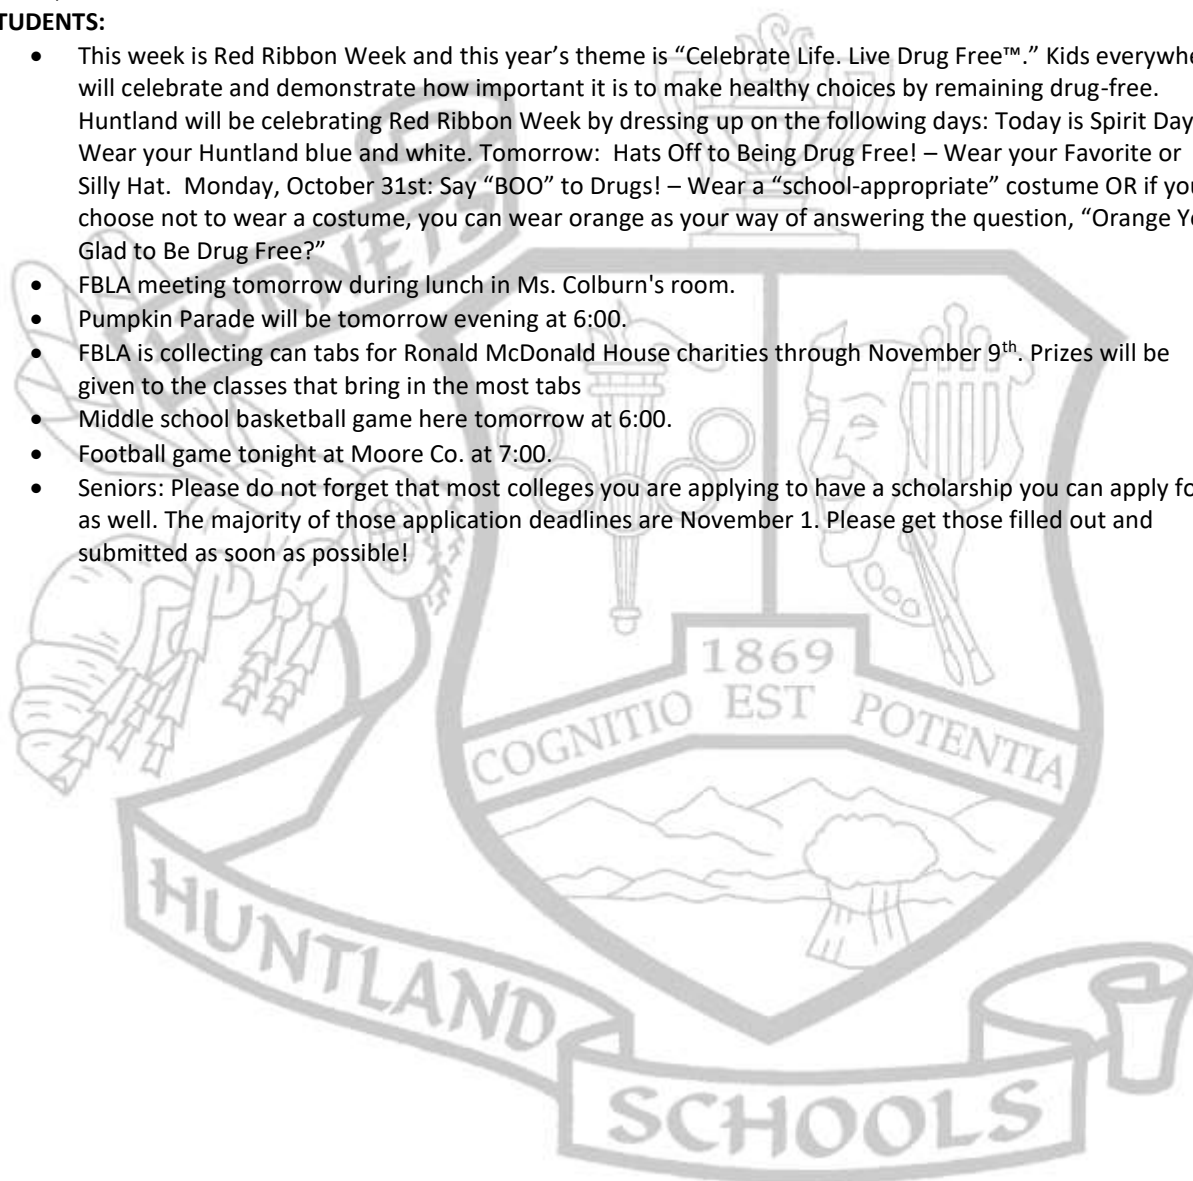 TUDENTS:
• This week is Red Ribbon Week and this year’s theme is “Celebrate Life. Live Drug Free™.” Kids everywhe
will celebrate and demonstrate how important it is to make healthy choices by remaining drug-free.
Huntland will be celebrating Red Ribbon Week by dressing up on the following days: Today is Spirit Day
Wear your Huntland blue and white. Tomorrow:  Hats Off to Being Drug Free! – Wear your Favorite or
Silly Hat.  Monday, October 31st: Say “BOO” to Drugs! – Wear a “school-appropriate” costume OR if you
choose not to wear a costume, you can wear orange as your way of answering the question, “Orange Yo
Glad to Be Drug Free?”
• FBLA meeting tomorrow during lunch in Ms. Colburn's room.
• Pumpkin Parade will be tomorrow evening at 6:00.
• FBLA is collecting can tabs for Ronald McDonald House charities through November 9th. Prizes will be
given to the classes that bring in the most tabs
• Middle school basketball game here tomorrow at 6:00.
• Football game tonight at Moore Co. at 7:00.
• Seniors: Please do not forget that most colleges you are applying to have a scholarship you can apply fo
as well. The majority of those application deadlines are November 1. Please get those filled out and
submitted as soon as possible!
HORNETS
1869
COGNITIO EST POTENTIA
HUNTLAND
SCHOOLS